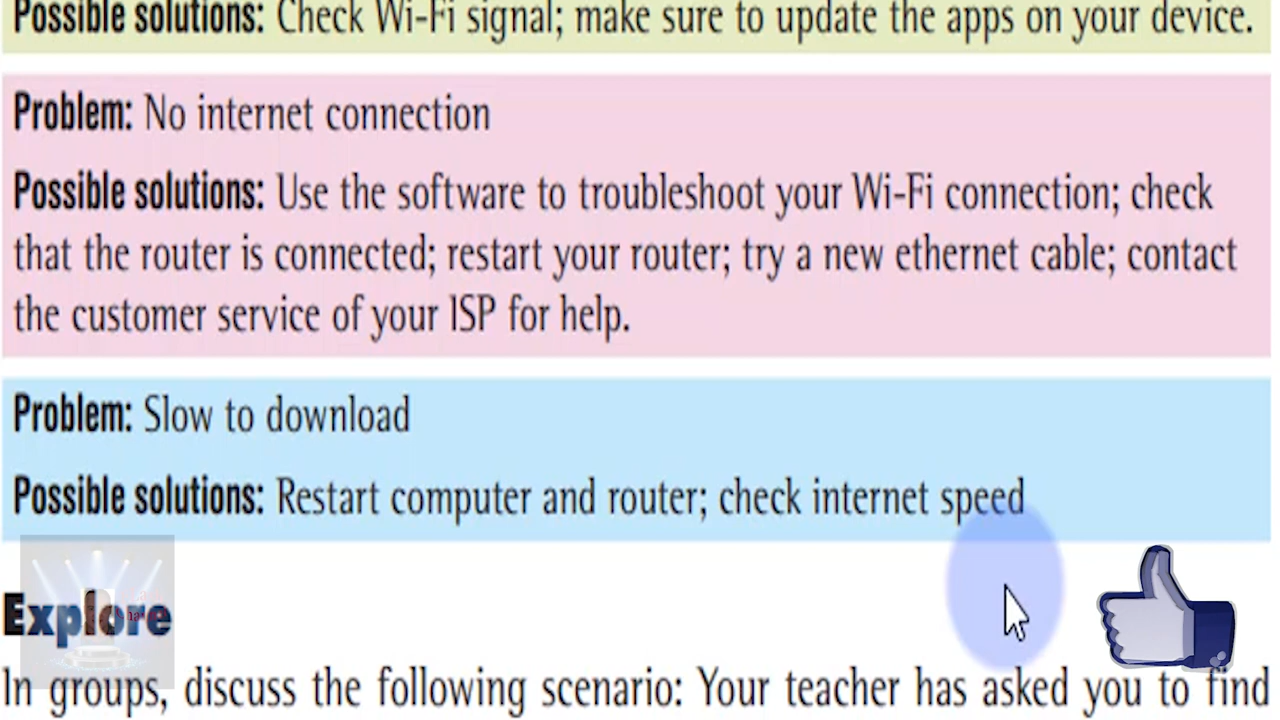 Possible solutions: Check Wi-Fi signal; make sure to update the apps on your device.
Problem: No internet connection
Possible solutions: Use the software to troubleshoot your Wi-Fi connection; check
that the router is connected; restart your router; try a new ethernet cable; contact
the customer service of your ISP for help.
Problem: Slow to download
Possible solutions: Restart computer and router; check internet speed
Explore
In groups, discuss the following scenario: Your teacher has asked you to find